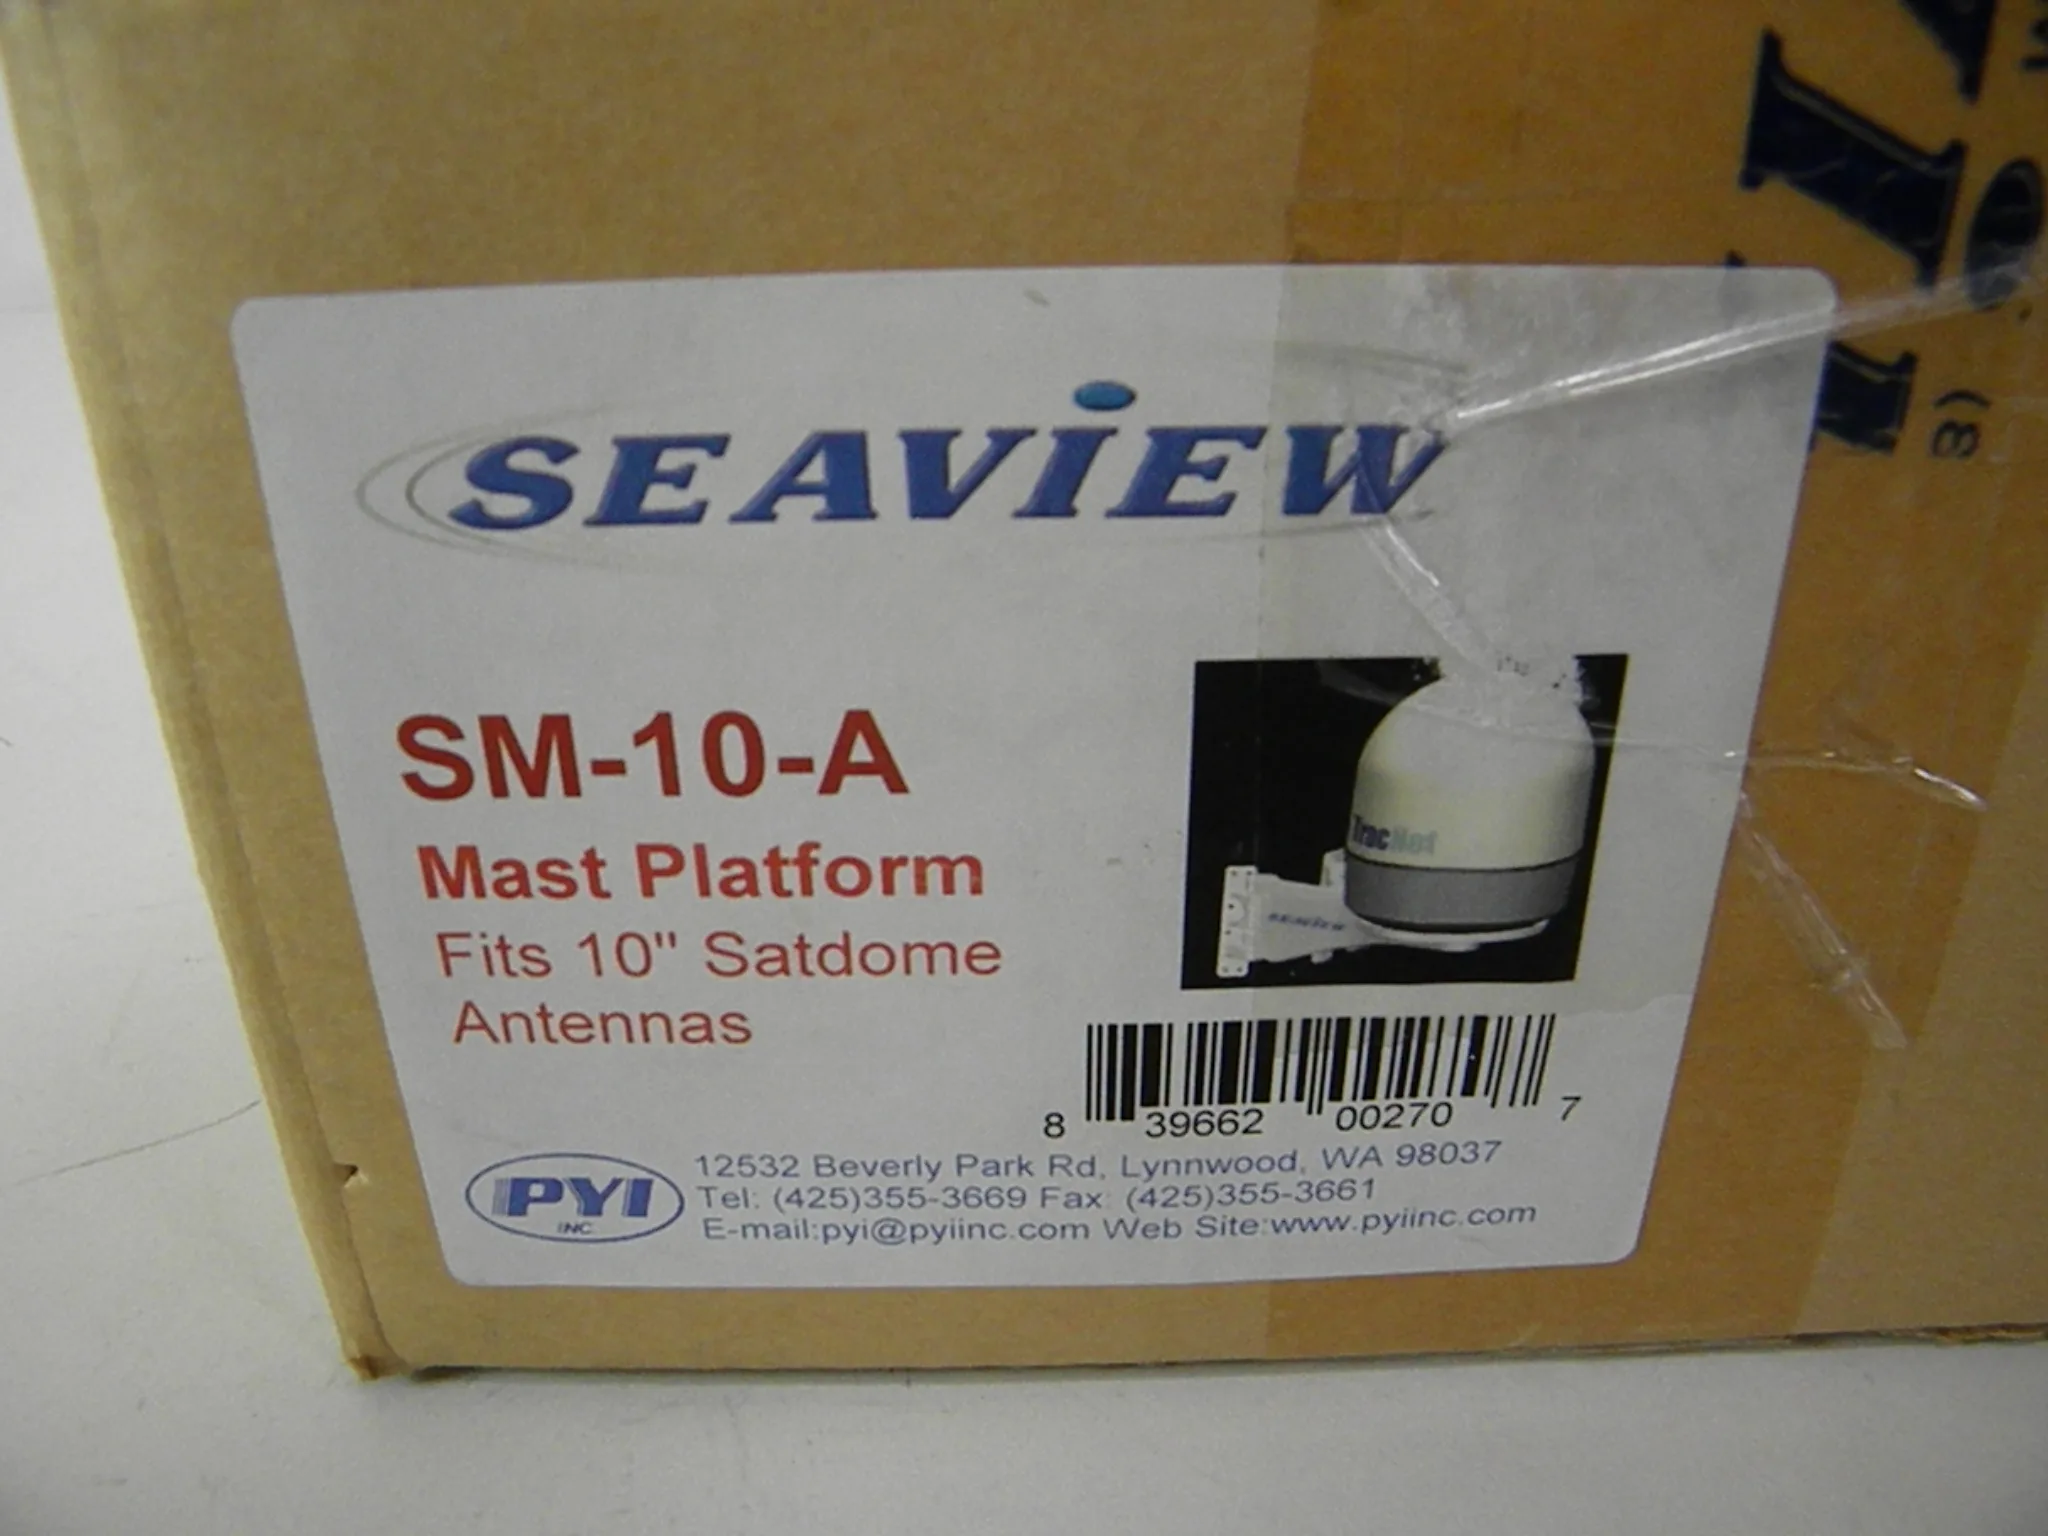 SEAVIEW
SM-10-A
Mast Platform
Fits 10" Satdome
Antennas
TracNet
SEAVIEW
8 39662 00270 7
PYI
INC.
12532 Beverly Park Rd, Lynnwood, WA 98037
Tel: (425)355-3669 Fax: (425)355-3661
E-mail:pyi@pyiinc.com Web Site:www.pyiinc.com